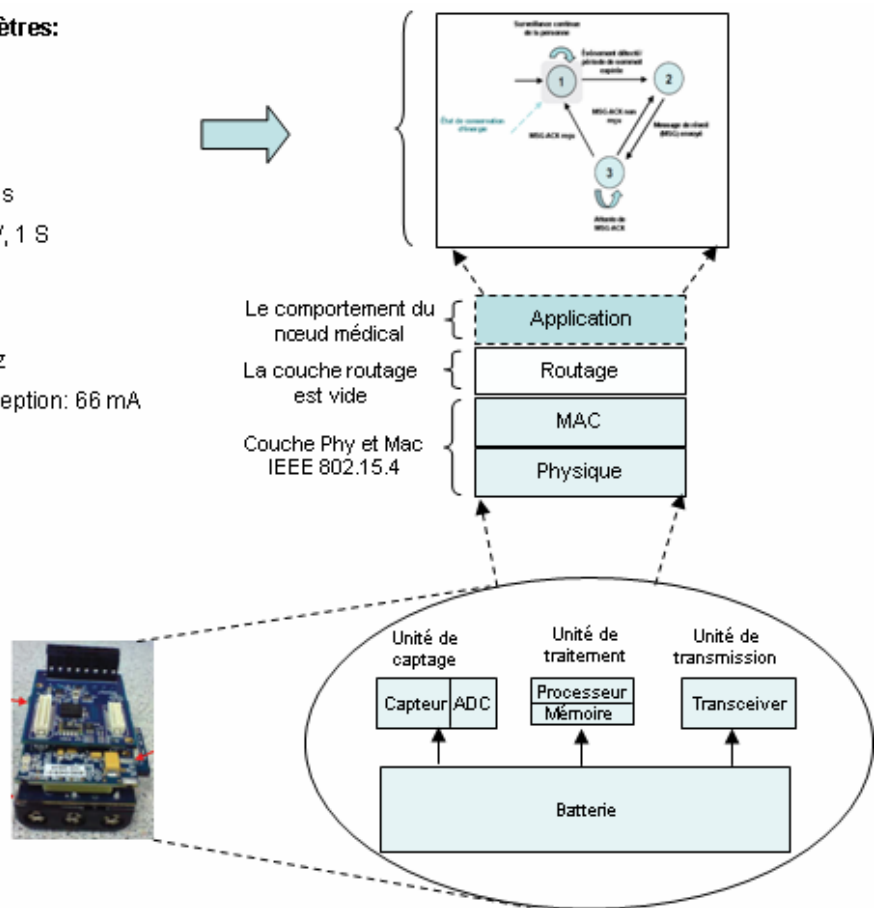 ètres:
s
, 1 S
z
eption: 66 mA
Surveillance continue
de la personne
Événement détecté/
période de sommeil
expirée
1
2
État de conservation
d'énergie
MSG-ACK reçu
MSG-ACK non
reçu
Message de réveil
(MSG) envoyé
3
Attente de
MSG-ACK
Le comportement du
nœud médical
Application
La couche routage
est vide
Routage
Couche Phy et Mac
IEEE 802.15.4
MAC
Physique
Unité de
captage
Unité de
traitement
Unité de
transmission
Capteur ADC
Processeur
Mémoire
Transceiver
Batterie